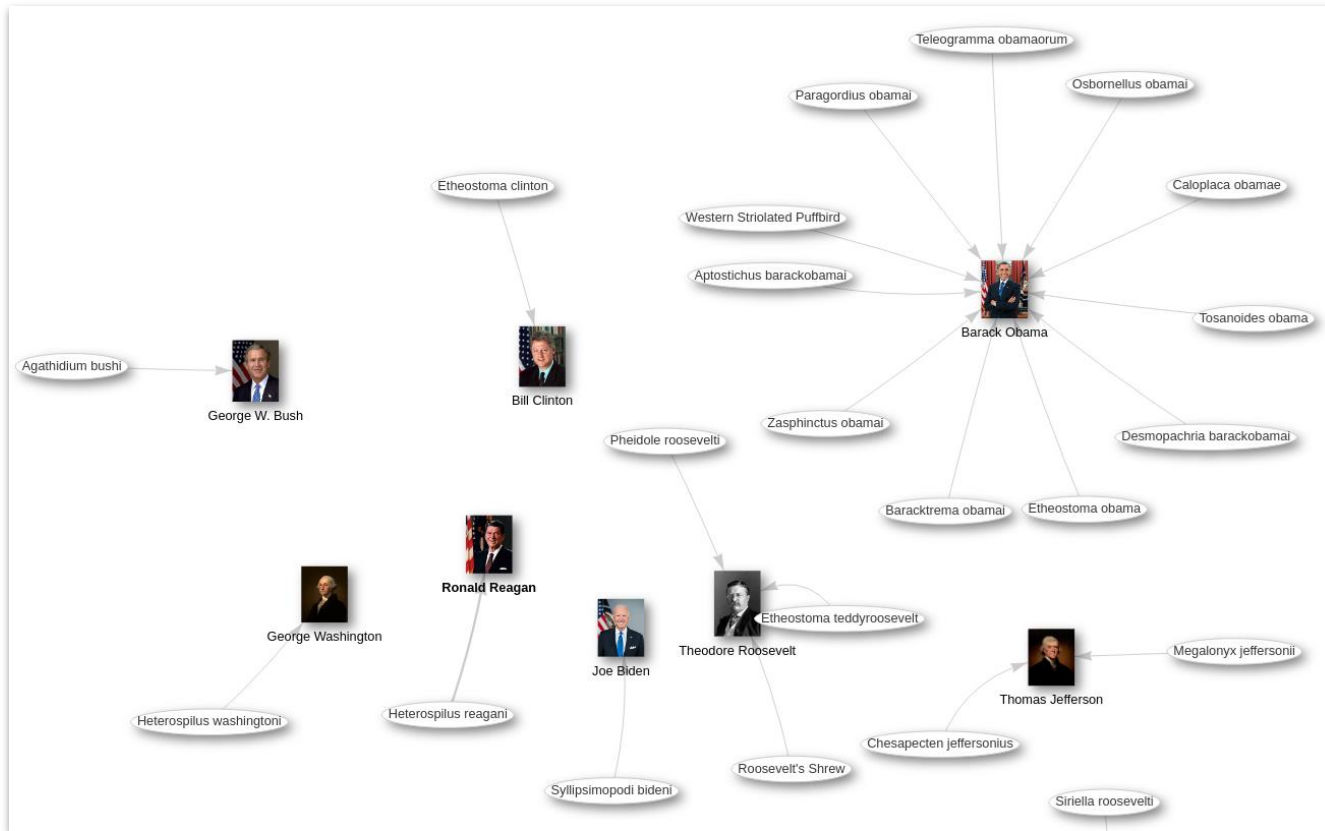 Teleogramma obamaorum
Osbornellus obamai
Paragordius obamai
Etheostoma clinton
Caloplaca obamae
Western Striolated Puffbird
Aptostichus barackobamai
Tosanoides obama
Barack Obama
Agathidium bushi
Bill Clinton
George W. Bush
Zasphinctus obamai
Desmopachria barackobamai
Pheidole roosevelti
Baracktrema obamai
Etheostoma obama
Ronald Reagan
Etheostoma teddyroosevelt
George Washington
Theodore Roosevelt
Megalonyx jeffersonii
Joe Biden
Thomas Jefferson
Heterospilus reagani
Heterospilus washingtoni
Chesapecten jeffersonius
Roosevelt's Shrew
Syllipsimopodi bideni
Siriella roosevelti